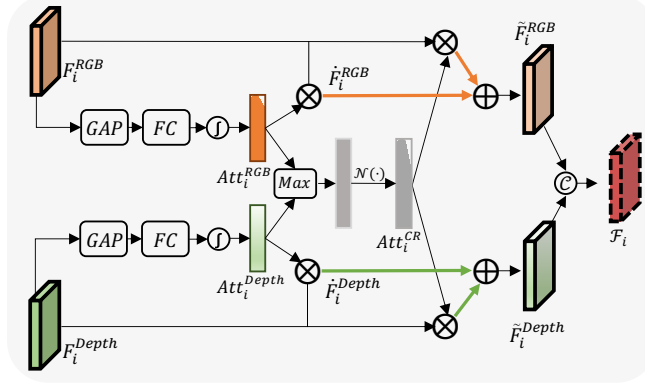 $\tilde{F}_i^{RGB}$
$F_i^{RGB}$
$\dot{F}_i^{RGB}$
GAP
FC
∫
$Att_i^{RGB}$
Max
$\mathcal{N}(\cdot)$
$Att_i^{CR}$
$\mathcal{C}$
$\mathcal{F}_i$
GAP
FC
∫
$Att_i^{Depth}$
$\dot{F}_i^{Depth}$
$F_i^{Depth}$
$\tilde{F}_i^{Depth}$